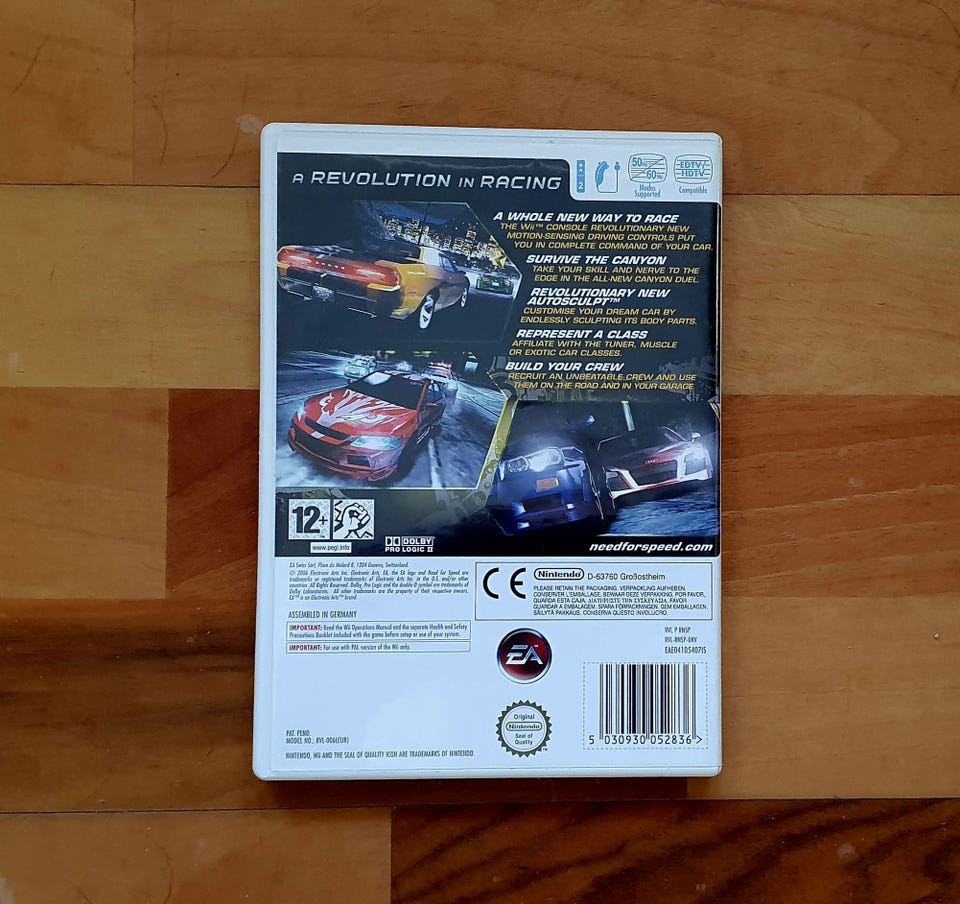 A REVOLUTION IN RACING
2
50Hz
60Hz
Modes
Supported
EDTV/
HDTV
Compatible
A WHOLE NEW WAY TO RACE
THE Wii™ CONSOLE REVOLUTIONARY NEW
MOTION-SENSING DRIVING CONTROLS PUT
YOU IN COMPLETE COMMAND OF YOUR CAR.
SURVIVE THE CANYON
TAKE YOUR SKILL AND NERVE TO THE
EDGE IN THE ALL-NEW CANYON DUEL.
REVOLUTIONARY NEW
AUTOSCULPT™
CUSTOMISE YOUR DREAM CAR BY
ENDLESSLY SCULPTING ITS BODY PARTS.
REPRESENT A CLASS
AFFILIATE WITH THE TUNER, MUSCLE
OR EXOTIC CAR CLASSES.
BUILD YOUR CREW
RECRUIT AN UNBEATABLE CREW AND USE
THEM ON THE ROAD AND IN YOUR GARAGE.
12+
www.pegi.info
DOLBY
PRO LOGIC II
needforspeed.com
EA Swiss Sàrl, Place du Molard 8, 1204 Geneva, Switzerland.
© 2006 Electronic Arts Inc. Electronic Arts, EA, the EA logo and Need for Speed are
trademarks or registered trademarks of Electronic Arts Inc. in the U.S. and/or other
countries. All Rights Reserved. Dolby, Pro Logic and the double-D symbol are trademarks of
Dolby Laboratories. All other trademarks are the property of their respective owners.
EA™ is an Electronic Arts™ brand.
CE
Nintendo
D-63760 Großostheim
PLEASE RETAIN THE PACKAGING. VERPACKUNG AUFHEBEN.
CONSERVER L'EMBALLAGE. BEWAAR DEZE VERPAKKING. POR FAVOR,
GUARDA ESTA CAJA. ΔΙΑΤΗΡΕΙΤΕ ΤΗΝ ΣΥΣΚΕΥΑΣΙΑ. FAVOR
GUARDAR A EMBALAGEM. SPARA FÖRPACKNINGEN. GEM EMBALLAGEN.
SÄILYTÄ PAKKAUS. CONSERVA QUESTO INVOLUCRO.
ASSEMBLED IN GERMANY
IMPORTANT: Read the Wii Operations Manual and the separate Health and Safety
Precautions Booklet included with the game before setup or use of your system.
IMPORTANT: For use with PAL version of the Wii only.
EA
RVL P RNSP
RVL-RNSP-UKV
EAE04105407IS
Original
Nintendo
Seal of
Quality
5 030930 052836 >
PAT. PEND.
MODEL NO.: RVL-006(EUR)
NINTENDO, Wii AND THE SEAL OF QUALITY ICON ARE TRADEMARKS OF NINTENDO.